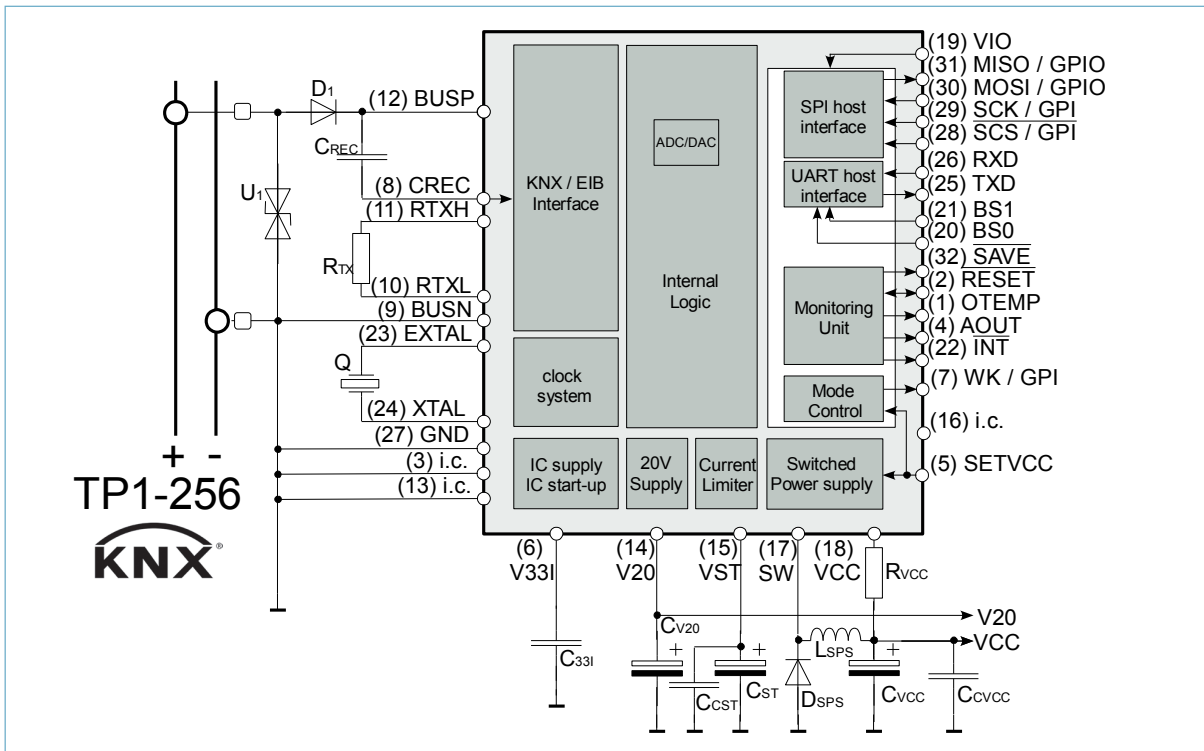 D1
(12) BUSP
CREC
(8) CREC
U1
(11) RTXH
RTX
(10) RTXL
(9) BUSN
(23) EXTAL
Q
(24) XTAL
(27) GND
(3) i.c.
(13) i.c.
+ -
TP1-256
KNX®
KNX / EIB
Interface
clock
system
IC supply
IC start-up
ADC/DAC
Internal
Logic
20V
Supply
Current
Limiter
SPI host
interface
UART host
interface
Monitoring
Unit
Mode
Control
Switched
Power supply
(19) VIO
(31) MISO / GPIO
(30) MOSI / GPIO
(29) SCK / GPI
(28) SCS / GPI
(26) RXD
(25) TXD
(21) BS1
(20) BS0
(32) SAVE
(2) RESET
(1) OTEMP
(4) AOUT
(22) INT
(7) WK / GPI
(16) i.c.
(5) SETVCC
(6)
V33I
(14)
V20
(15)
VST
(17)
SW
(18)
VCC
RVCC
V20
VCC
C33I
CV20
+
CCST
+
CST
DSPS
LSPS
+
CVCC
CCVCC